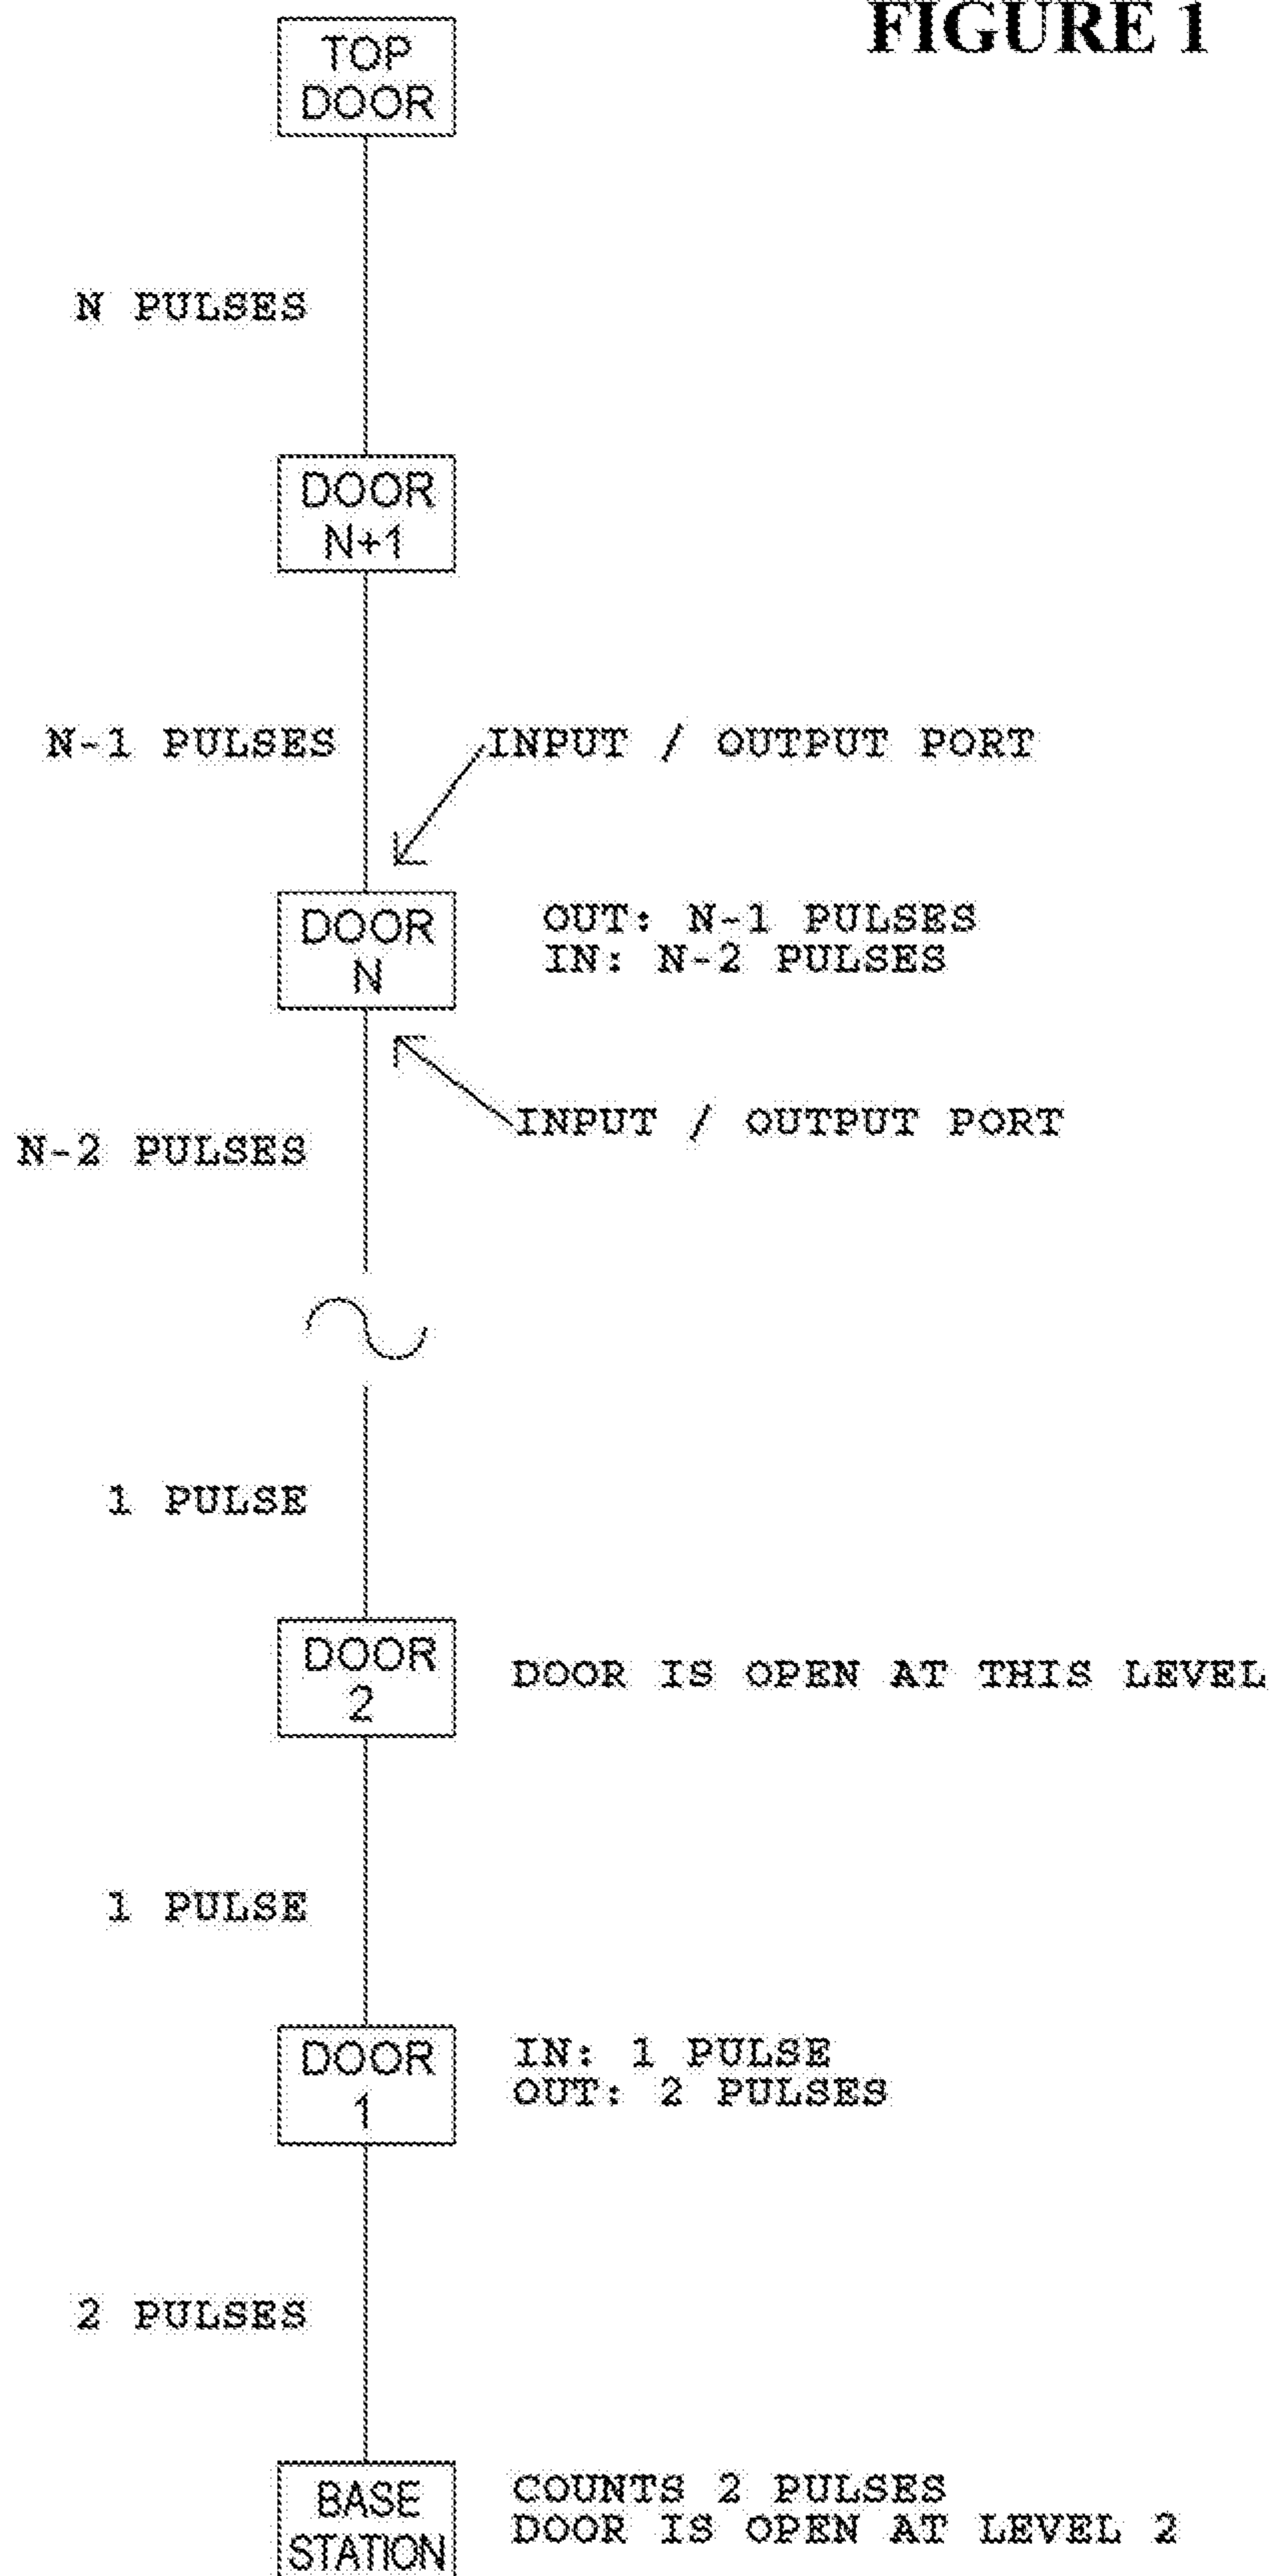 FIGURE 1
TOP
DOOR
N PULSES
DOOR
N+1
N-1 PULSES
INPUT / OUTPUT PORT
DOOR
N
OUT: N-1 PULSES
IN: N-2 PULSES
INPUT / OUTPUT PORT
N-2 PULSES
1 PULSE
DOOR
2
DOOR IS OPEN AT THIS LEVEL
1 PULSE
DOOR
1
IN: 1 PULSE
OUT: 2 PULSES
2 PULSES
BASE
STATION
COUNTS 2 PULSES
DOOR IS OPEN AT LEVEL 2